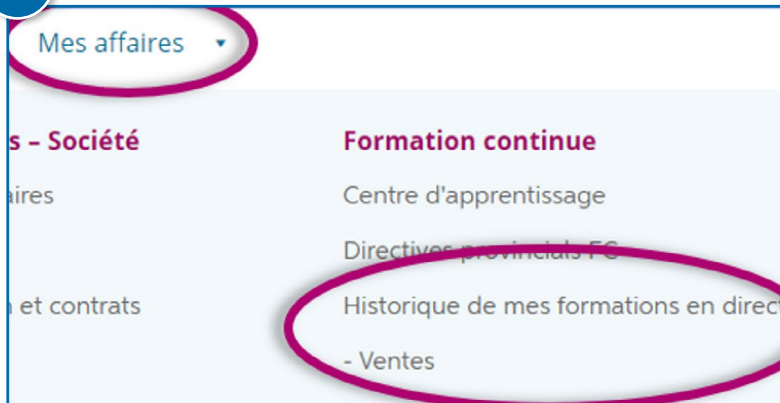 Mes affaires
s – Société
Formation continue
aires
Centre d'apprentissage
Directives provincials FC
n et contrats
Historique de mes formations en direct
- Ventes